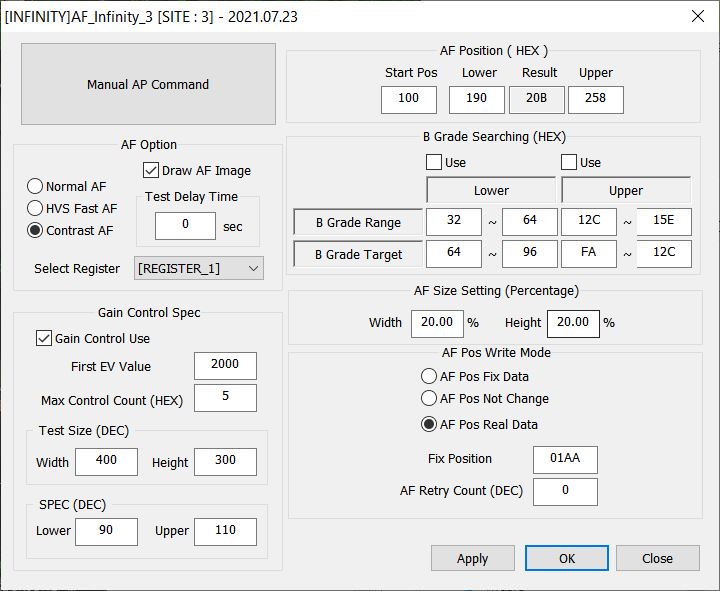 [INFINITY]AF_Infinity_3 [SITE : 3] - 2021.07.23
Manual AP Command
AF Option
Draw AF Image
Normal AF
HVS Fast AF
Contrast AF
Test Delay Time
0 sec
Select Register [REGISTER_1]
Gain Control Spec
Gain Control Use
First EV Value 2000
Max Control Count (HEX) 5
Test Size (DEC)
Width 400 Height 300
SPEC (DEC)
Lower 90 Upper 110
AF Position ( HEX )
Start Pos Lower Result Upper
100 190 20B 258
B Grade Searching (HEX)
Use Use
Lower Upper
B Grade Range 32 ~ 64 12C ~ 15E
B Grade Target 64 ~ 96 FA ~ 12C
AF Size Setting (Percentage)
Width 20.00 % Height 20.00 %
AF Pos Write Mode
AF Pos Fix Data
AF Pos Not Change
AF Pos Real Data
Fix Position 01AA
AF Retry Count (DEC) 0
Apply OK Close